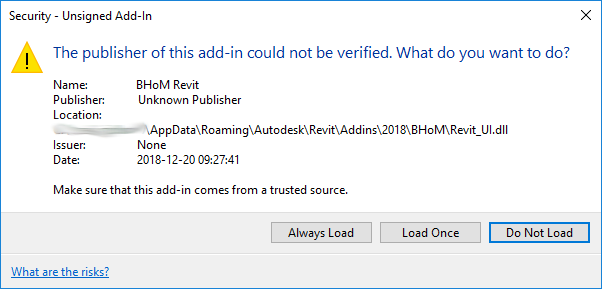 Security - Unsigned Add-In
The publisher of this add-in could not be verified. What do you want to do?
Name: BHoM Revit
Publisher: Unknown Publisher
Location:
\AppData\Roaming\Autodesk\Revit\Addins\2018\BHoM\Revit_UI.dll
Issuer: None
Date: 2018-12-20 09:27:41
Make sure that this add-in comes from a trusted source.
Always Load Load Once Do Not Load
What are the risks?